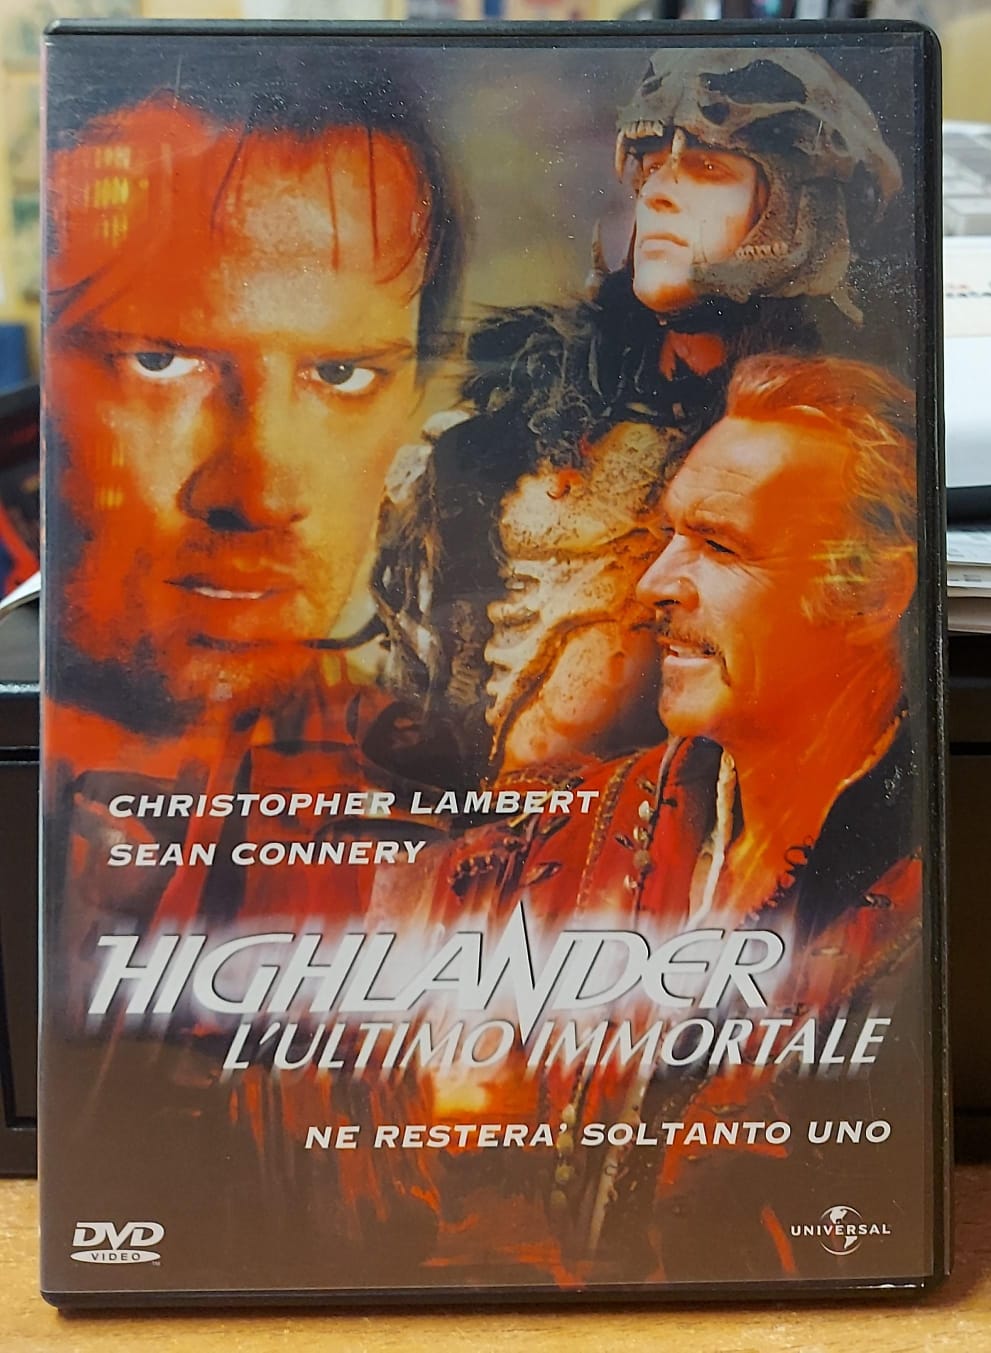 CHRISTOPHER LAMBERT
SEAN CONNERY
HIGHLANDER
L'ULTIMO IMMORTALE
NE RESTERA' SOLTANTO UNO
DVD
VIDEO
UNIVERSAL